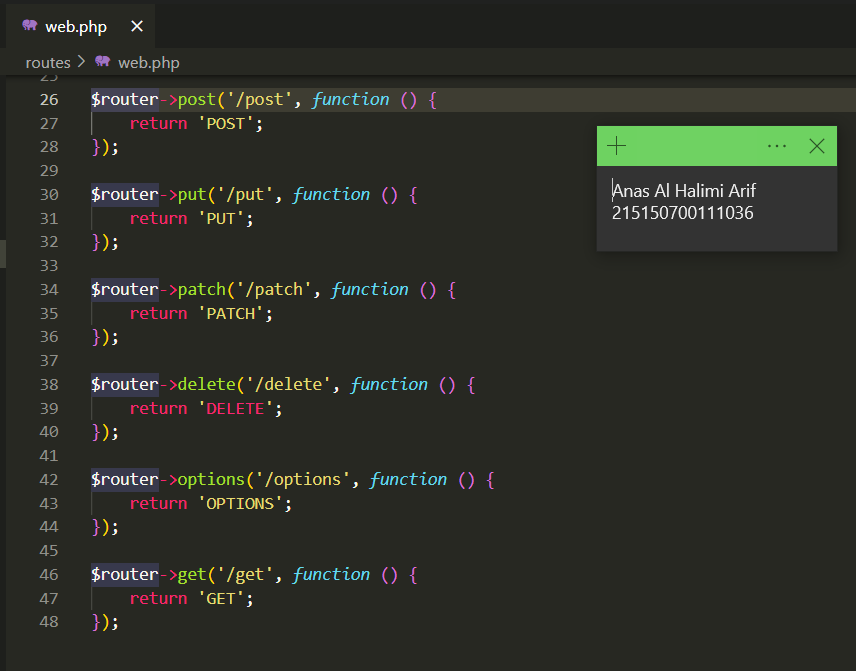 web.php
routes > web.php
25
26 $router->post('/post', function () {
27 return 'POST';
28 });
29
30 $router->put('/put', function () {
31 return 'PUT';
32 });
33
34 $router->patch('/patch', function () {
35 return 'PATCH';
36 });
37
38 $router->delete('/delete', function () {
39 return 'DELETE';
40 });
41
42 $router->options('/options', function () {
43 return 'OPTIONS';
44 });
45
46 $router->get('/get', function () {
47 return 'GET';
48 });
Anas Al Halimi Arif
215150700111036